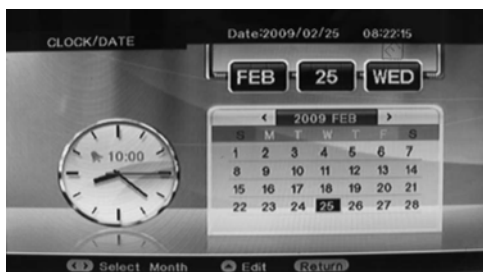 CLOCK/DATE
Date:2009/02/25 08:22:15
FEB 25 WED
< 2009 FEB >
S M T W T F S
1 2 3 4 5 6 7
8 9 10 11 12 13 14
10:00
15 16 17 18 19 20 21
22 23 24 25 26 27 28
Select Month Edit Return